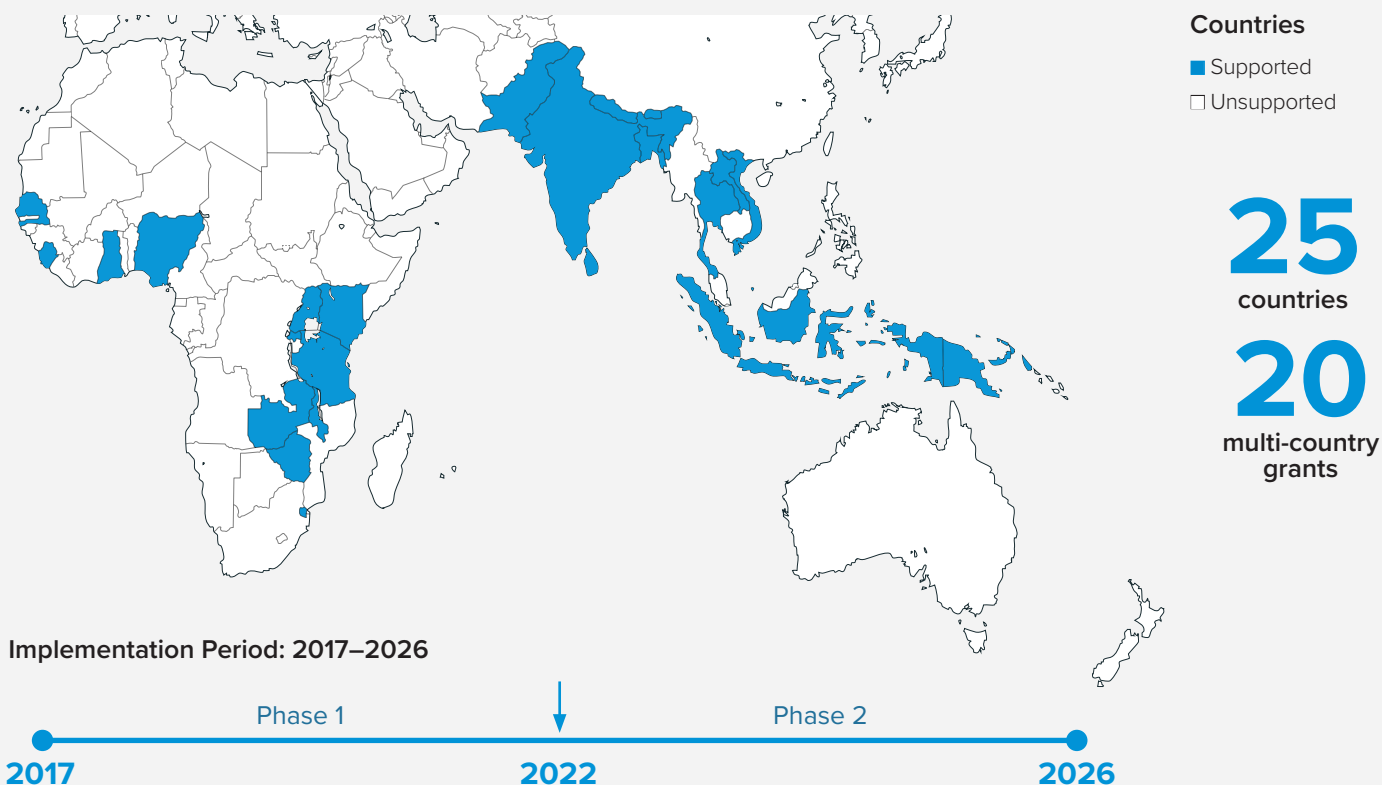 Countries
Supported
Unsupported
25
countries
20
multi-country
grants
Implementation Period: 2017–2026
Phase 1
Phase 2
2017
2022
2026